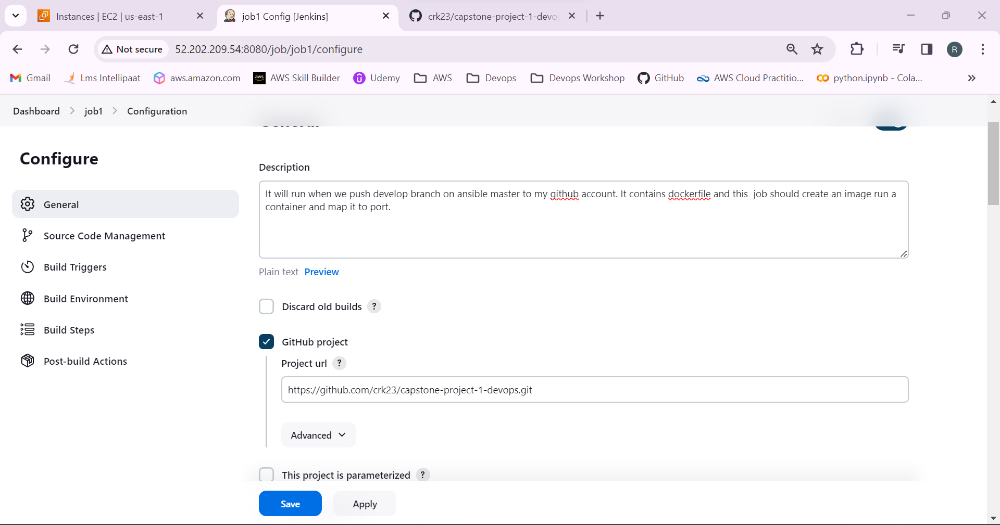 Instances | EC2 | us-east-1
job1 Config [Jenkins]
crk23/capstone-project-1-devo
Not secure
52.202.209.54:8080/job/job1/configure
R
Gmail
Lms Intellipaat
aws.amazon.com
aws
AWS Skill Builder
Udemy
AWS
Devops
Devops Workshop
GitHub
AWS Cloud Practitio...
python.ipynb - Cola...
Dashboard
job1
Configuration
General
Configure
General
Source Code Management
Build Triggers
Build Environment
Build Steps
Post-build Actions
Description
It will run when we push develop branch on ansible master to my github account. It contains dockerfile and this  job should create an image run a
container and map it to port.
Plain text Preview
Discard old builds ?
GitHub project
Project url ?
https://github.com/crk23/capstone-project-1-devops.git
Advanced
This project is parameterized ?
Save
Apply